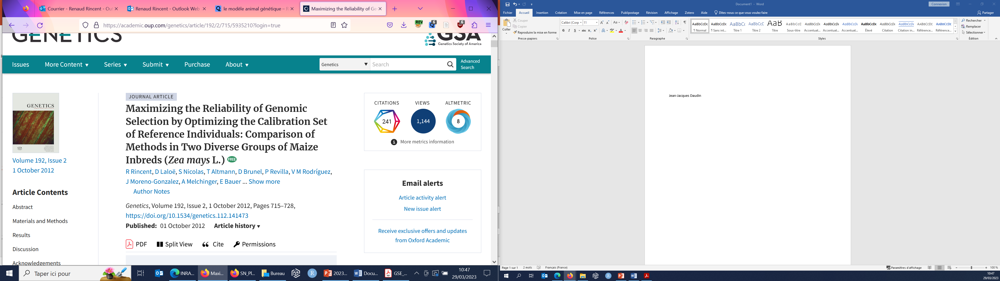 Courrier - Renaud Rincent - Out
Renaud Rincent - Outlook Web
le modèle animal génétique – R
Maximizing the Reliability of Ge
https://academic.oup.com/genetics/article/192/2/715/5935210?login=true
REV
6
6
GENETICS
GSA
Genetics Society of America
Issues
More Content
Series
Submit
Purchase
About
Genetics
Search
Advanced
Search
GENETICS
Volume 192, Issue 2
1 October 2012
Article Contents
Abstract
Materials and Methods
Results
Discussion
Acknowledgements
JOURNAL ARTICLE
Maximizing the Reliability of Genomic
Selection by Optimizing the Calibration Set
of Reference Individuals: Comparison of
Methods in Two Diverse Groups of Maize
Inbreds (Zea mays L.) FREE
R Rincent, D Laloë, S Nicolas, T Altmann, D Brunel, P Revilla, V M Rodríguez,
J Moreno-Gonzalez, A Melchinger, E Bauer ... Show more
Author Notes
Genetics, Volume 192, Issue 2, 1 October 2012, Pages 715–728,
https://doi.org/10.1534/genetics.112.141473
Published: 01 October 2012 Article history
PDF Split View Cite Permissions
CITATIONS VIEWS ALTMETRIC
241 1,144 8
More metrics information
Email alerts
Article activity alert
New issue alert
Receive exclusive offers and updates
from Oxford Academic
Taper ici pour
INRA...
Maxi...
SN_Pl...
Bureau
2023...
Docu...
GSE_...
10:47
29/03/2023
Document1 - Word
Connexion
Fichier Accueil Insertion Création Mise en page Références Publipostage Révision Affichage Zotero Aide Dites-nous ce que vous voulez faire
Partager
Coller
Couper
Copier
Reproduire la mise en forme
Presse-papiers
Calibri (Corp
11
Police
Paragraphe
AaBbCcDc AaBbCcDc AaBbCc AaBbCcD AaB AaBbCcD AaBbCcDc AaBbCcDc AaBbCcDc AaBbCcDc AaBbCcDc AaBbCcDc AaBbCcDc AaBbCcDc
¶ Normal ¶ Sans int... Titre 1 Titre 2 Titre Sous-titre Accentuat... Accentuat... Accentuat... Élevé Citation Citation in... Référence... Référence...
Styles
Rechercher
Remplacer
Sélectionner
Édition
Jean-Jacques Daudin
Page 1 sur 1 2 mots Français (France)
Paramètres d'affichage
100 %
10:47
29/03/2023